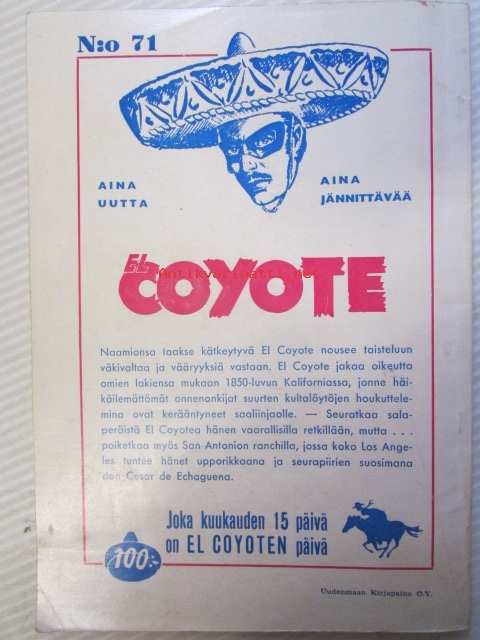 N:o 71
AINA
UUTTA
AINA
JÄNNITTÄVÄÄ
EL
COYOTE
Antikvariaatti.net
Naamionsa taakse kätkeytyvä El Coyote nousee taisteluun
väkivaltaa ja vääryyksiä vastaan. El Coyote jakaa oikeutta
omien lakiensa mukaan 1850-luvun Kaliforniassa, jonne häi-
käilemättömät onnenonkijat suurten kultalöytöjen houkuttele-
mina ovat kerääntyneet saaliinjaolle. — Seuratkaa sala-
peräistä El Coyotea hänen vaarallisilla retkillään, mutta . . .
poiketkaa myös San Antonion ranchilla, jossa koko Los Ange-
les tuntee hänet upporikkaana ja seurapiirien suosimana
don Cesar de Echaguena.
100:-
Joka kuukauden 15 päivä
on EL COYOTEN päivä
Uudenmaan Kirjapaino O.Y.